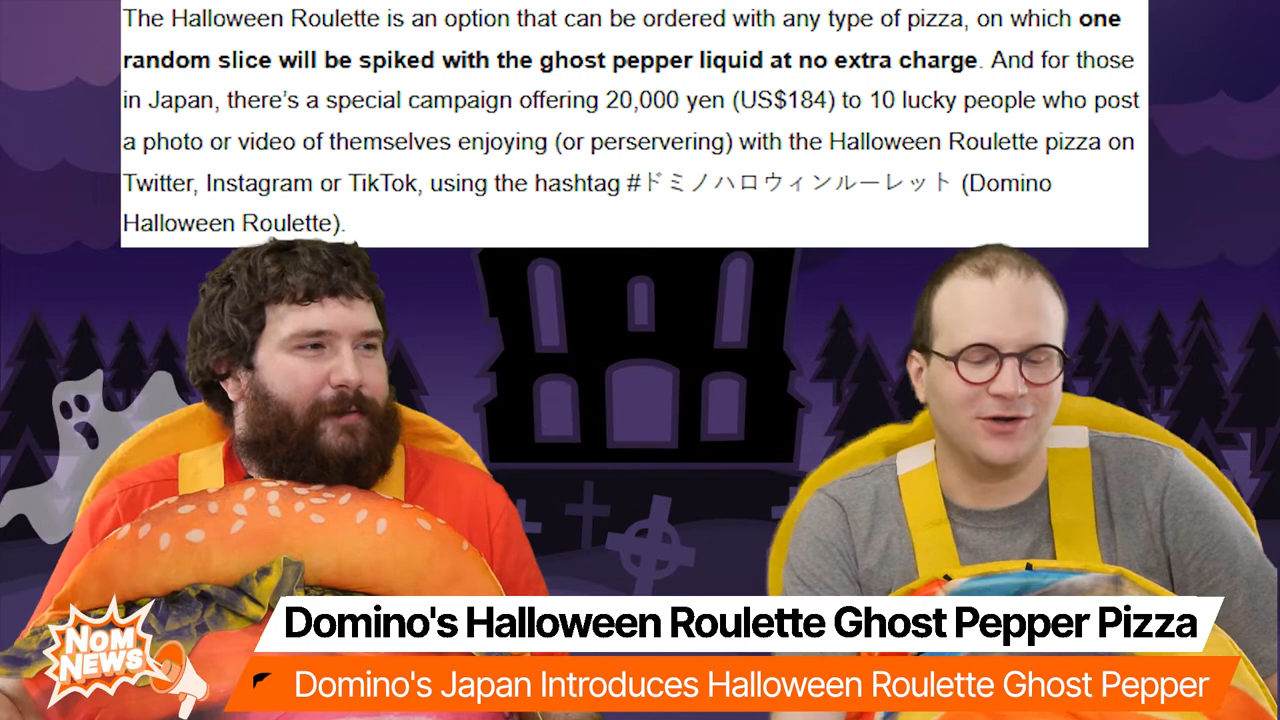 The Halloween Roulette is an option that can be ordered with any type of pizza, on which one
random slice will be spiked with the ghost pepper liquid at no extra charge. And for those
in Japan, there's a special campaign offering 20,000 yen (US$184) to 10 lucky people who post
a photo or video of themselves enjoying (or perservering) with the Halloween Roulette pizza on
Twitter, Instagram or TikTok, using the hashtag #ドミノハロウィンルーレット (Domino
Halloween Roulette).
Domino's Halloween Roulette Ghost Pepper Pizza
NOM
NEWS
Domino's Japan Introduces Halloween Roulette Ghost Pepper